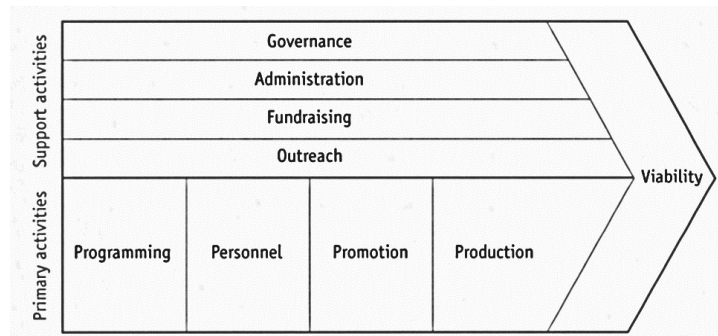 Support activities
Governance
Administration
Fundraising
Outreach
Viability
Primary activities
Programming
Personnel
Promotion
Production